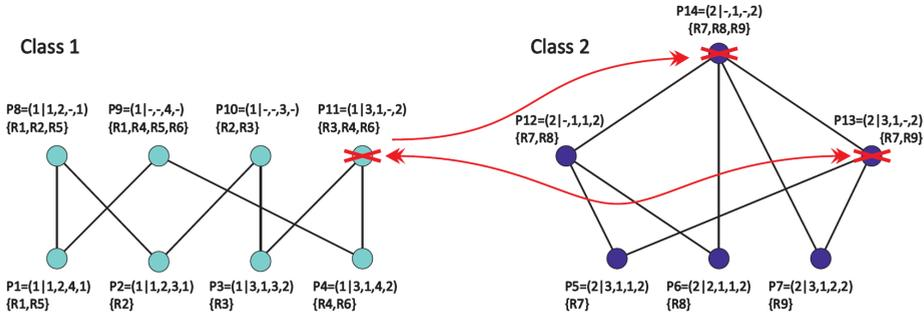 Class 1
Class 2
P14=(2|-,1,-,2)
{R7,R8,R9}
P8=(1|1,2,-,1)
{R1,R2,R5}
P9=(1|-,-,4,-)
{R1,R4,R5,R6}
P10=(1|-,-,3,-)
{R2,R3}
P11=(1|3,1,-,2)
{R3,R4,R6}
P12=(2|-,1,1,2)
{R7,R8}
P13=(2|3,1,-,2)
{R7,R9}
P1=(1|1,2,4,1)
{R1,R5}
P2=(1|1,2,3,1)
{R2}
P3=(1|3,1,3,2)
{R3}
P4=(1|3,1,4,2)
{R4,R6}
P5=(2|3,1,1,2)
{R7}
P6=(2|2,1,1,2)
{R8}
P7=(2|3,1,2,2)
{R9}